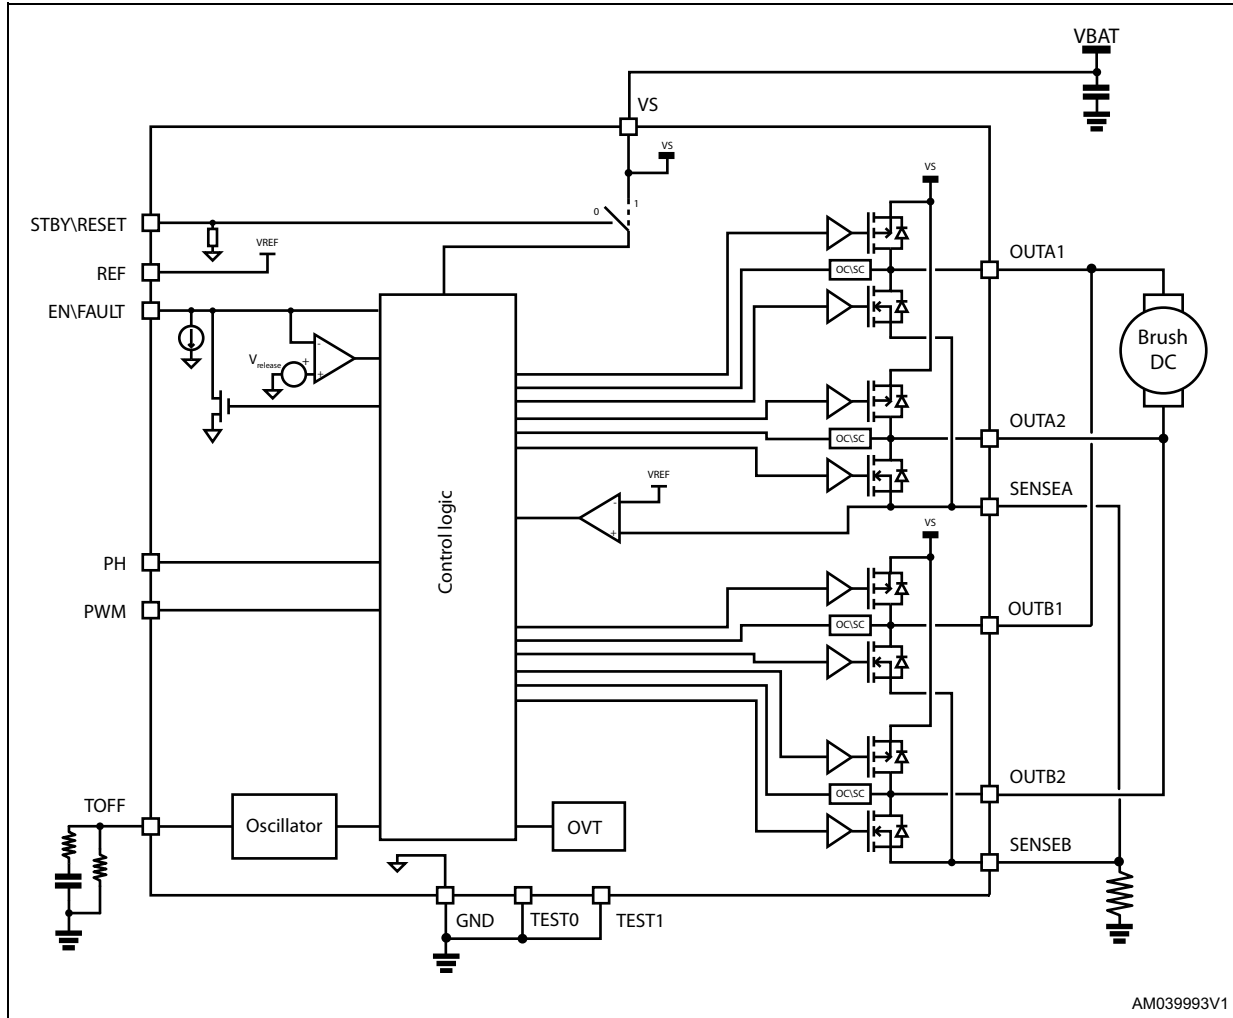 VBAT
VS
VS
VS
STBY\RESET
0
1
REF
VREF
OC\SC
OUTA1
EN\FAULT
Brush
DC
Vrelease
+
-
+
OC\SC
OUTA2
VREF
SENSEA
-
+
Control logic
VS
PH
PWM
OC\SC
OUTB1
TOFF
Oscillator
OVT
OC\SC
OUTB2
SENSEB
GND
TEST0
TEST1
AM039993V1